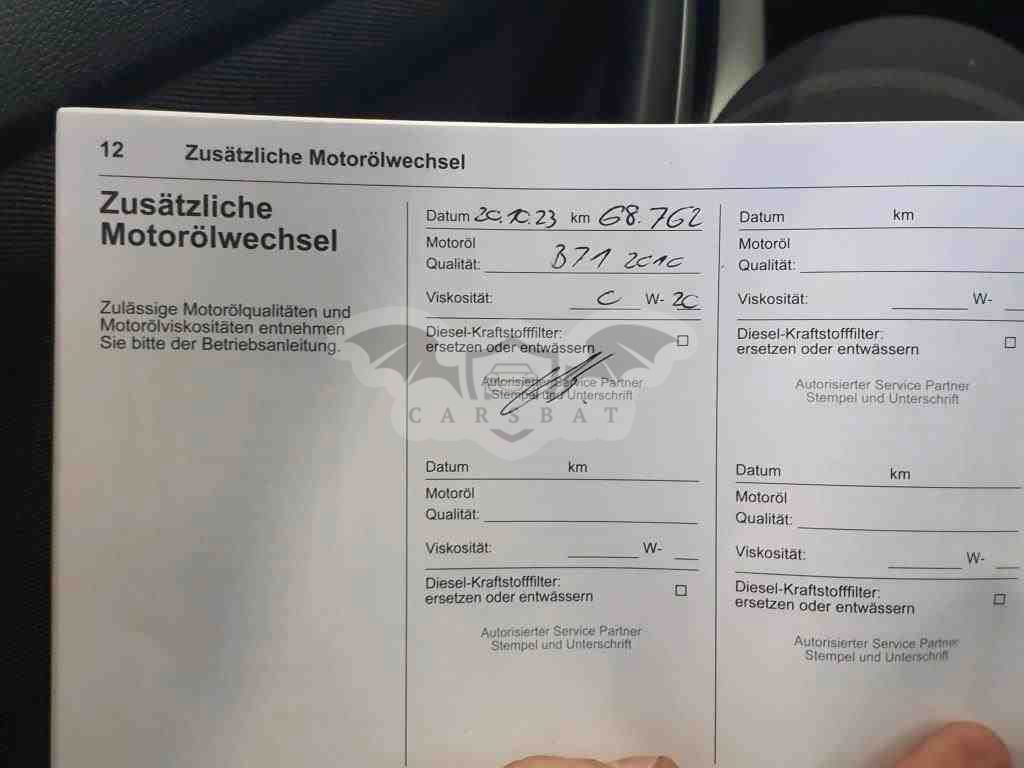 12 Zusätzliche Motorölwechsel
Zusätzliche
Motorölwechsel
Zulässige Motorölqualitäten und
Motorölviskositäten entnehmen
Sie bitte der Betriebsanleitung.
Datum 20.10.23 km 68.762
Motoröl
Qualität: B71 2010
Viskosität: 0 W- 20
Diesel-Kraftstofffilter:
ersetzen oder entwässern
Autorisierter Service Partner
Stempel und Unterschrift
CARSBAT
Datum km
Motoröl
Qualität:
Viskosität: W-
Diesel-Kraftstofffilter:
ersetzen oder entwässern
Autorisierter Service Partner
Stempel und Unterschrift
Datum km
Motoröl
Qualität:
Viskosität: W-
Diesel-Kraftstofffilter:
ersetzen oder entwässern
Autorisierter Service Partner
Stempel und Unterschrift
Datum km
Motoröl
Qualität:
Viskosität: W-
Diesel-Kraftstofffilter:
ersetzen oder entwässern
Autorisierter Service Partner
Stempel und Unterschrift